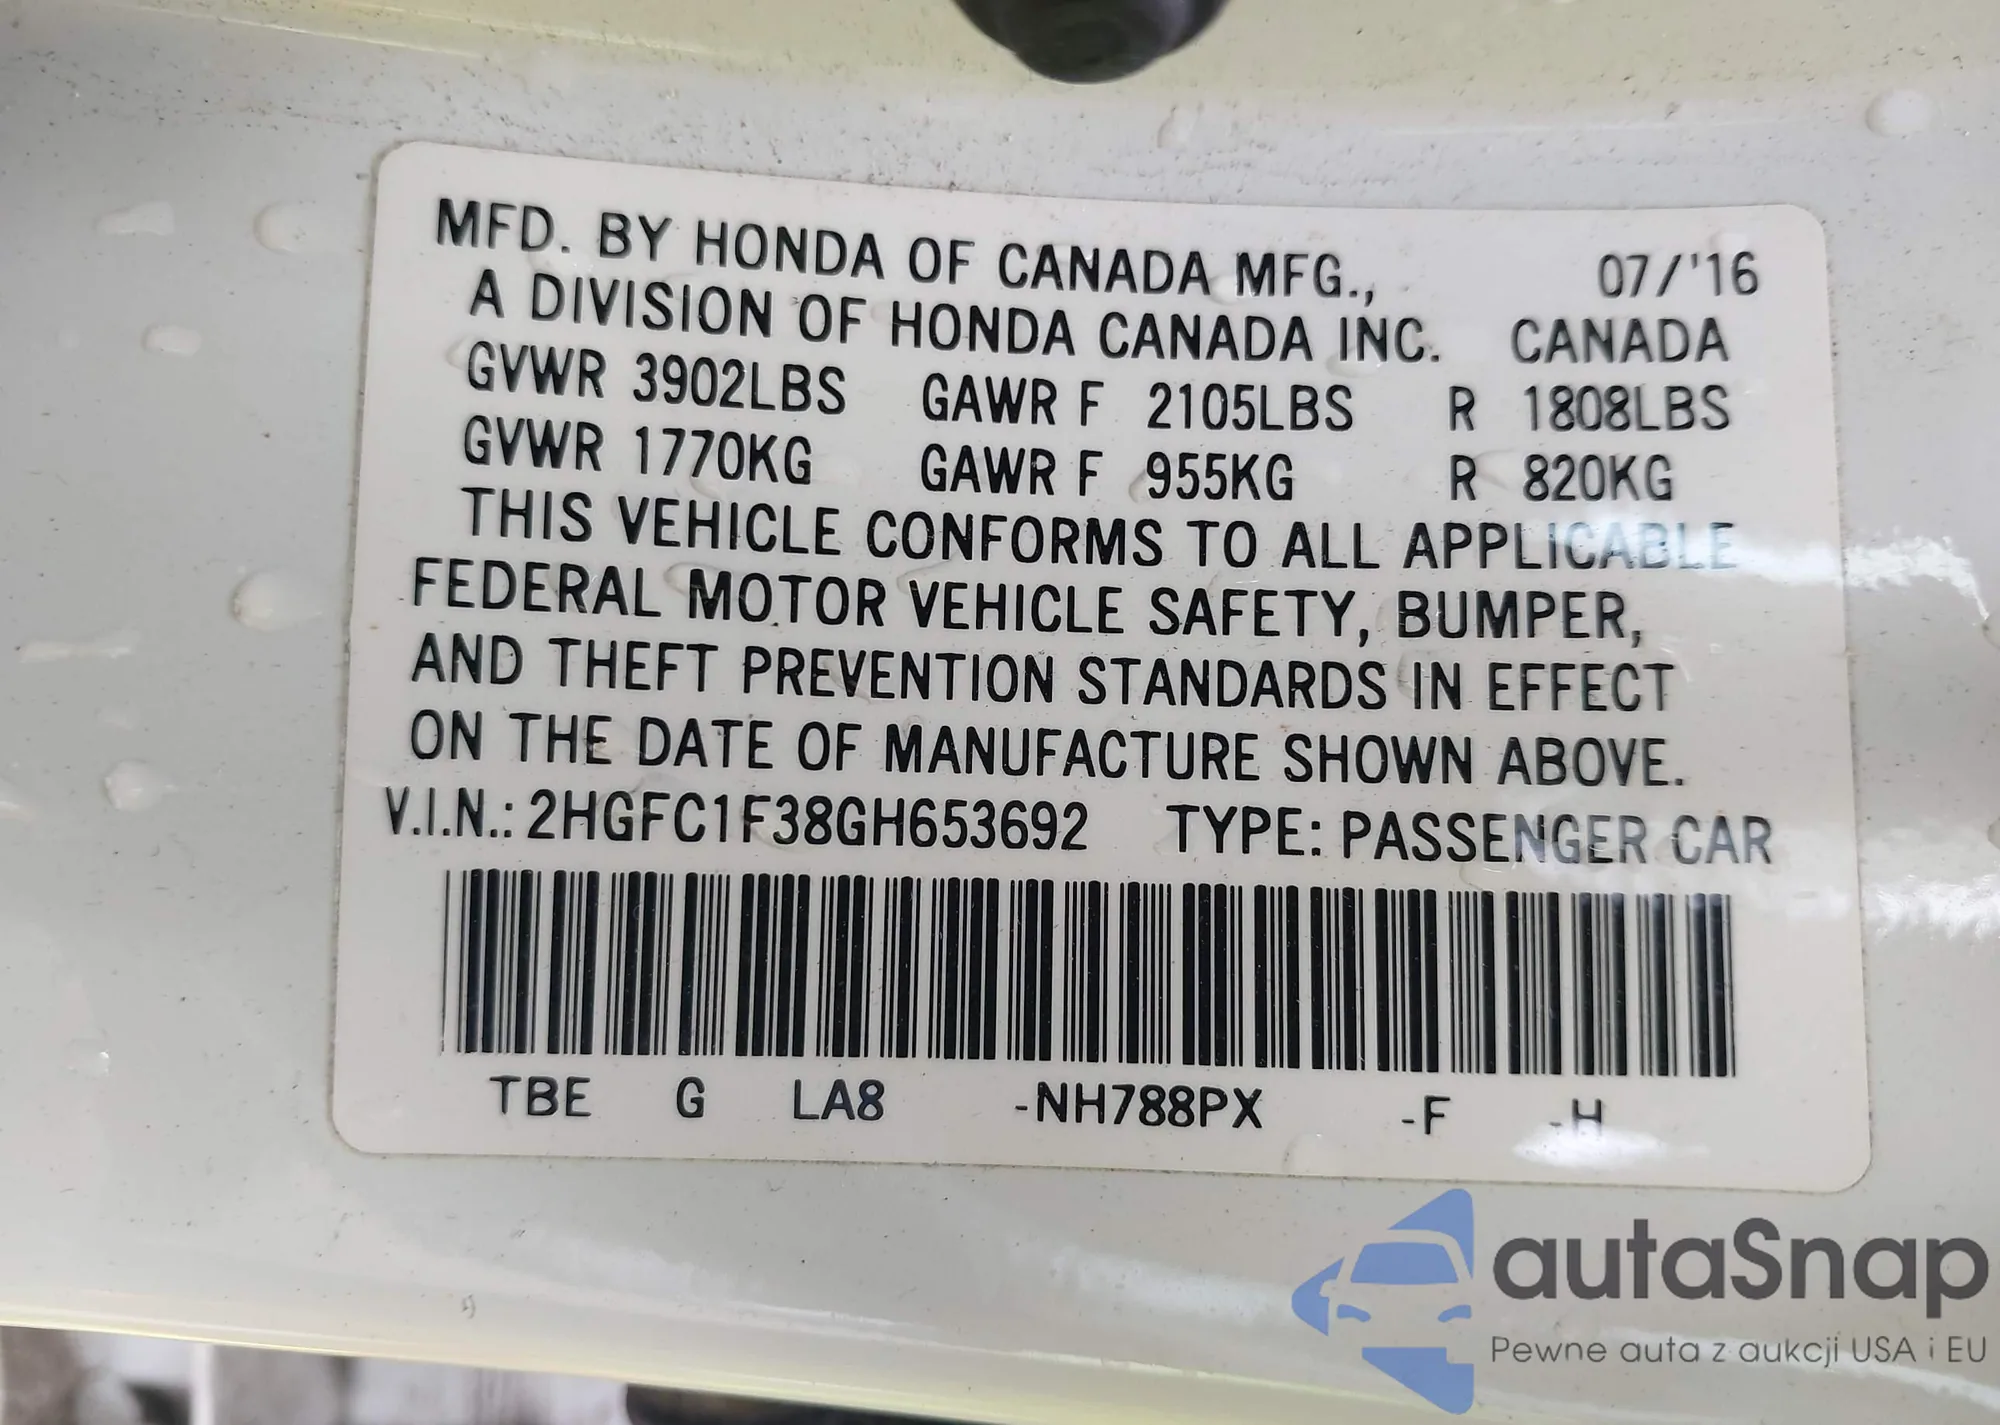 MFD. BY HONDA OF CANADA MFG., 07/'16
A DIVISION OF HONDA CANADA INC. CANADA
GVWR 3902LBS GAWR F 2105LBS R 1808LBS
GVWR 1770KG GAWR F 955KG R 820KG
THIS VEHICLE CONFORMS TO ALL APPLICABLE
FEDERAL MOTOR VEHICLE SAFETY, BUMPER,
AND THEFT PREVENTION STANDARDS IN EFFECT
ON THE DATE OF MANUFACTURE SHOWN ABOVE.
V.I.N.: 2HGFC1F38GH653692 TYPE: PASSENGER CAR
TBE G LA8 -NH788PX -F -H
autaSnap
Pewne auta z aukcji USA i EU